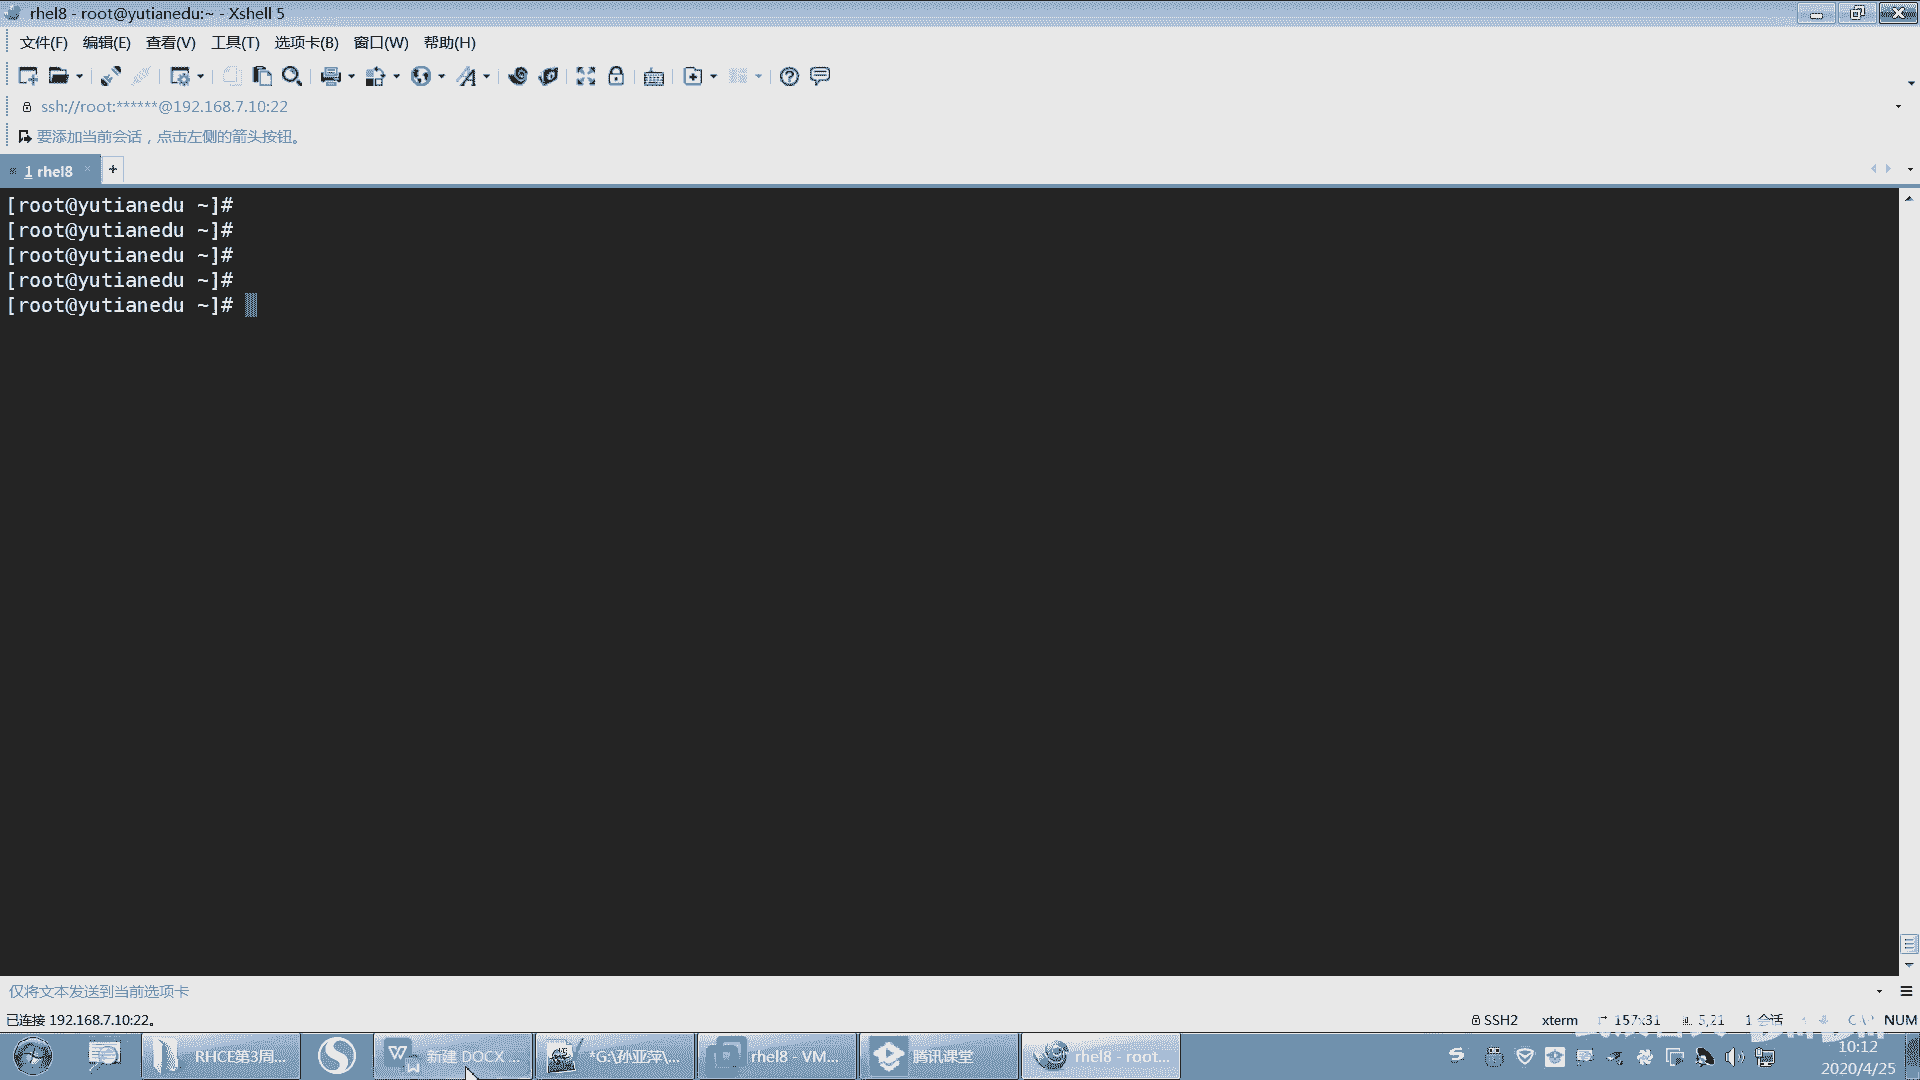 rhel8 - root@yutianedu:~ - Xshell 5
文件(F) 编辑(E) 查看(V) 工具(T) 选项卡(B) 窗口(W) 帮助(H)
ssh://root:******@192.168.7.10:22
要添加当前会话，点击左侧的箭头按钮。
1 rhel8
[root@yutianedu ~]#
[root@yutianedu ~]#
[root@yutianedu ~]#
[root@yutianedu ~]#
[root@yutianedu ~]#
仅将文本发送到当前选项卡
已连接 192.168.7.10:22。 SSH2 xterm 157x31 5,21 1 会话 NUM
RHCE第3周... 新建 DOCX ... *G:\孙亚萍\... rhel8 - VM... 腾讯课堂 rhel8 - root... 10:12
2020/4/25